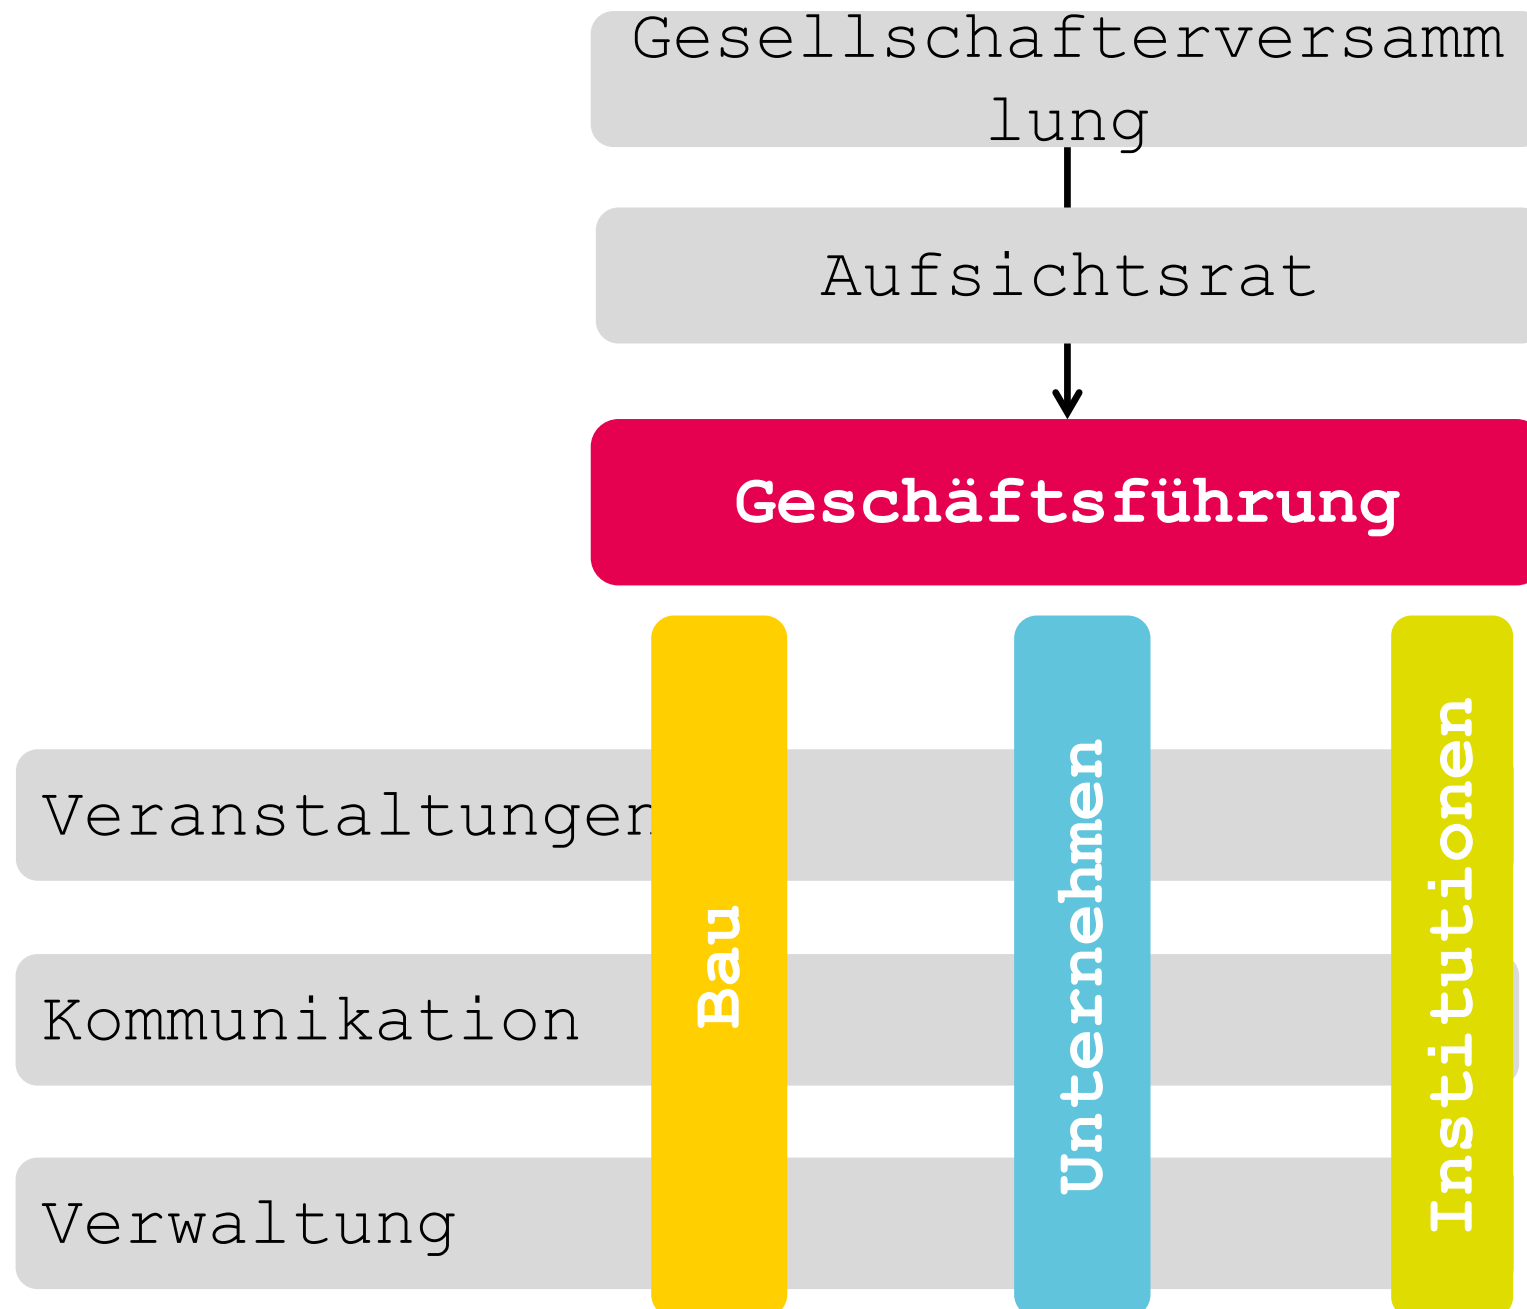 Gesellschafterversamm
lung
Aufsichtsrat
Geschäftsführung
Bau
Unternehmen
Institutionen
Veranstaltungen
Kommunikation
Verwaltung